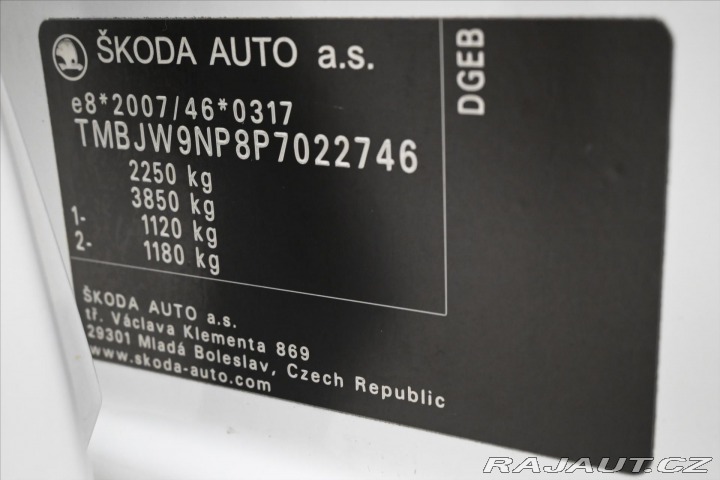 ŠKODA AUTO a.s.
DGEB
e8*2007/46*0317
TMBJW9NP8P7022746
2250 kg
3850 kg
1- 1120 kg
2- 1180 kg
ŠKODA AUTO a.s.
tř. Václava Klementa 869
29301 Mladá Boleslav, Czech Republic
www.skoda-auto.com
RAJAUT.CZ